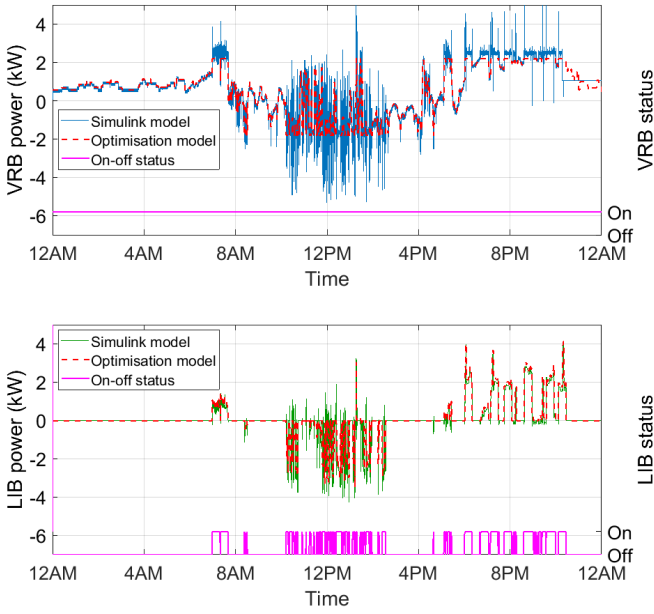 VRB power (kW)
4
2
0
-2
-4
-6
Simulink model
Optimisation model
On-off status
On
Off
VRB status
12AM 4AM 8AM 12PM 4PM 8PM 12AM
Time
LIB power (kW)
4
2
0
-2
-4
-6
Simulink model
Optimisation model
On-off status
On
Off
LIB status
12AM 4AM 8AM 12PM 4PM 8PM 12AM
Time